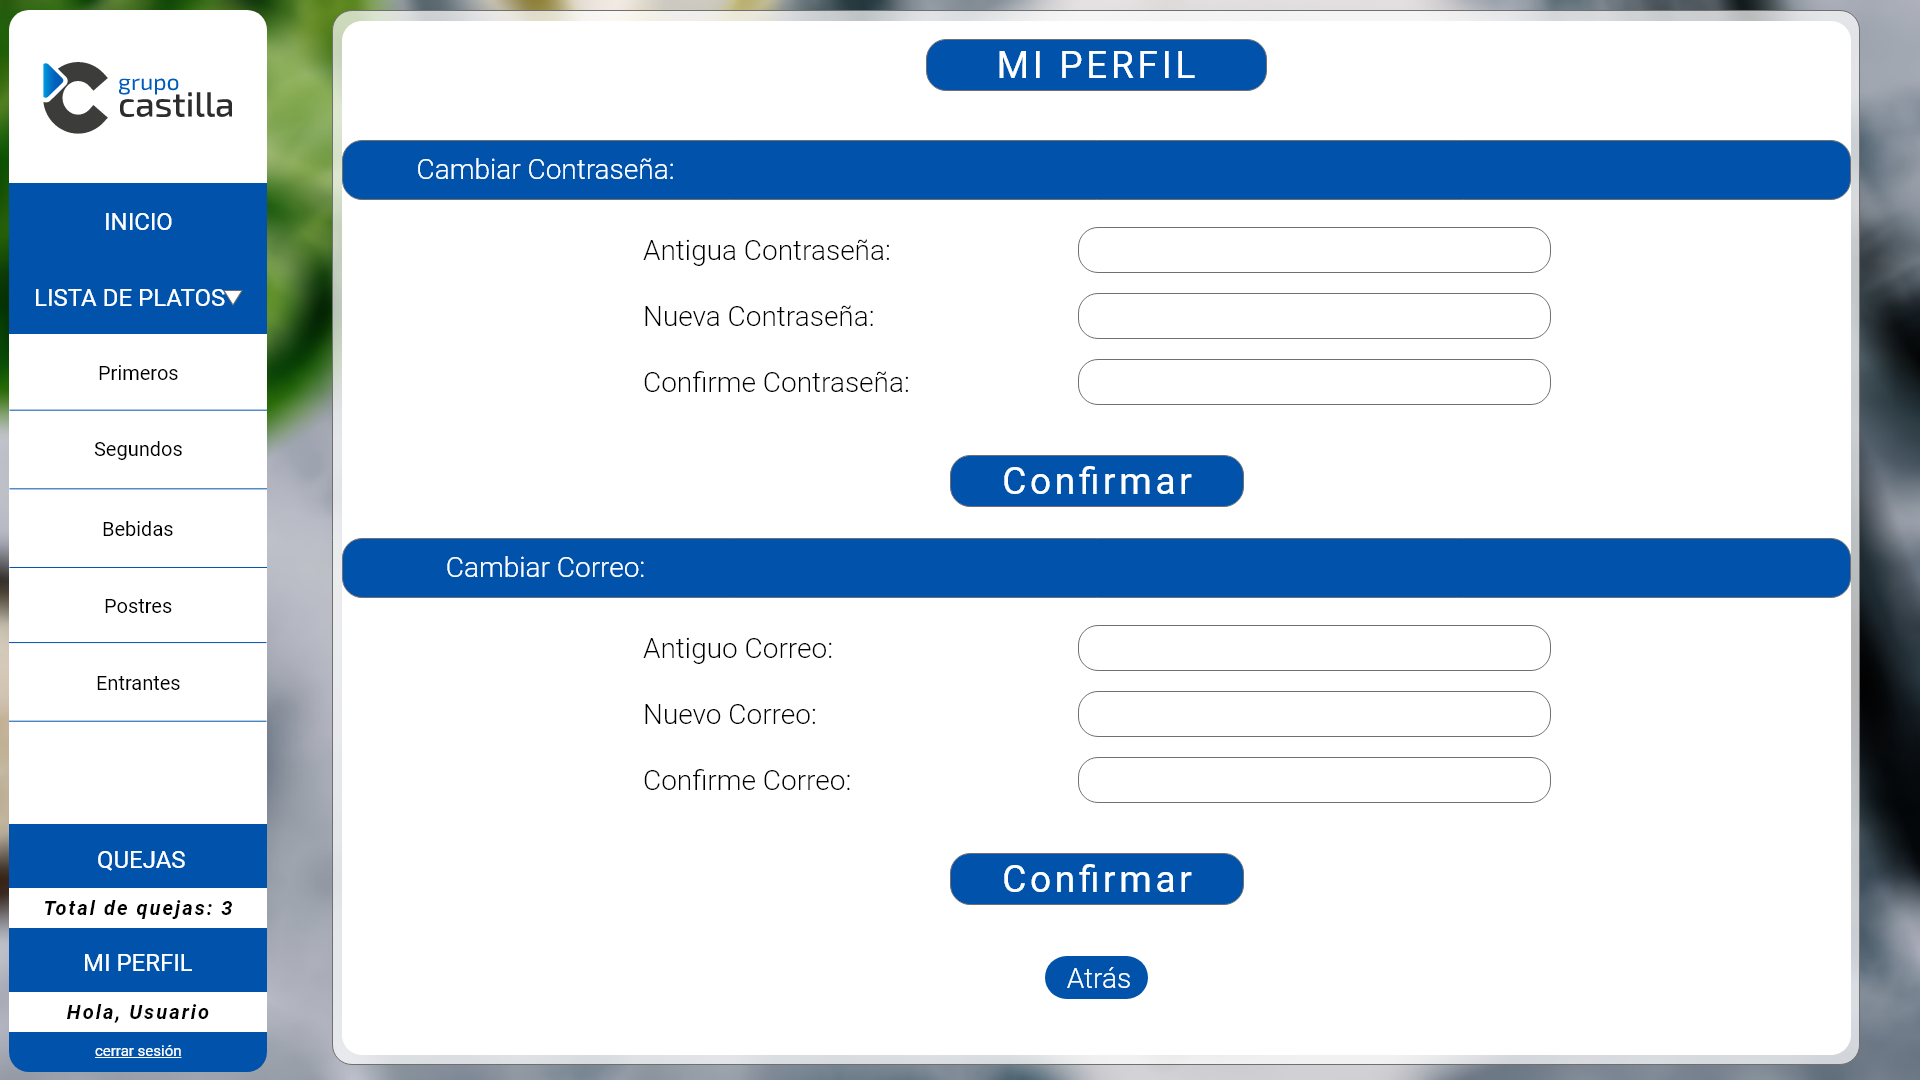 grupo
castilla
INICIO
LISTA DE PLATOS
Primeros
Segundos
Bebidas
Postres
Entrantes
QUEJAS
Total de quejas: 3
MI PERFIL
Hola, Usuario
cerrar sesión
MI PERFIL
Cambiar Contraseña:
Antigua Contraseña:
Nueva Contraseña:
Confirme Contraseña:
Confirmar
Cambiar Correo:
Antiguo Correo:
Nuevo Correo:
Confirme Correo:
Confirmar
Atrás